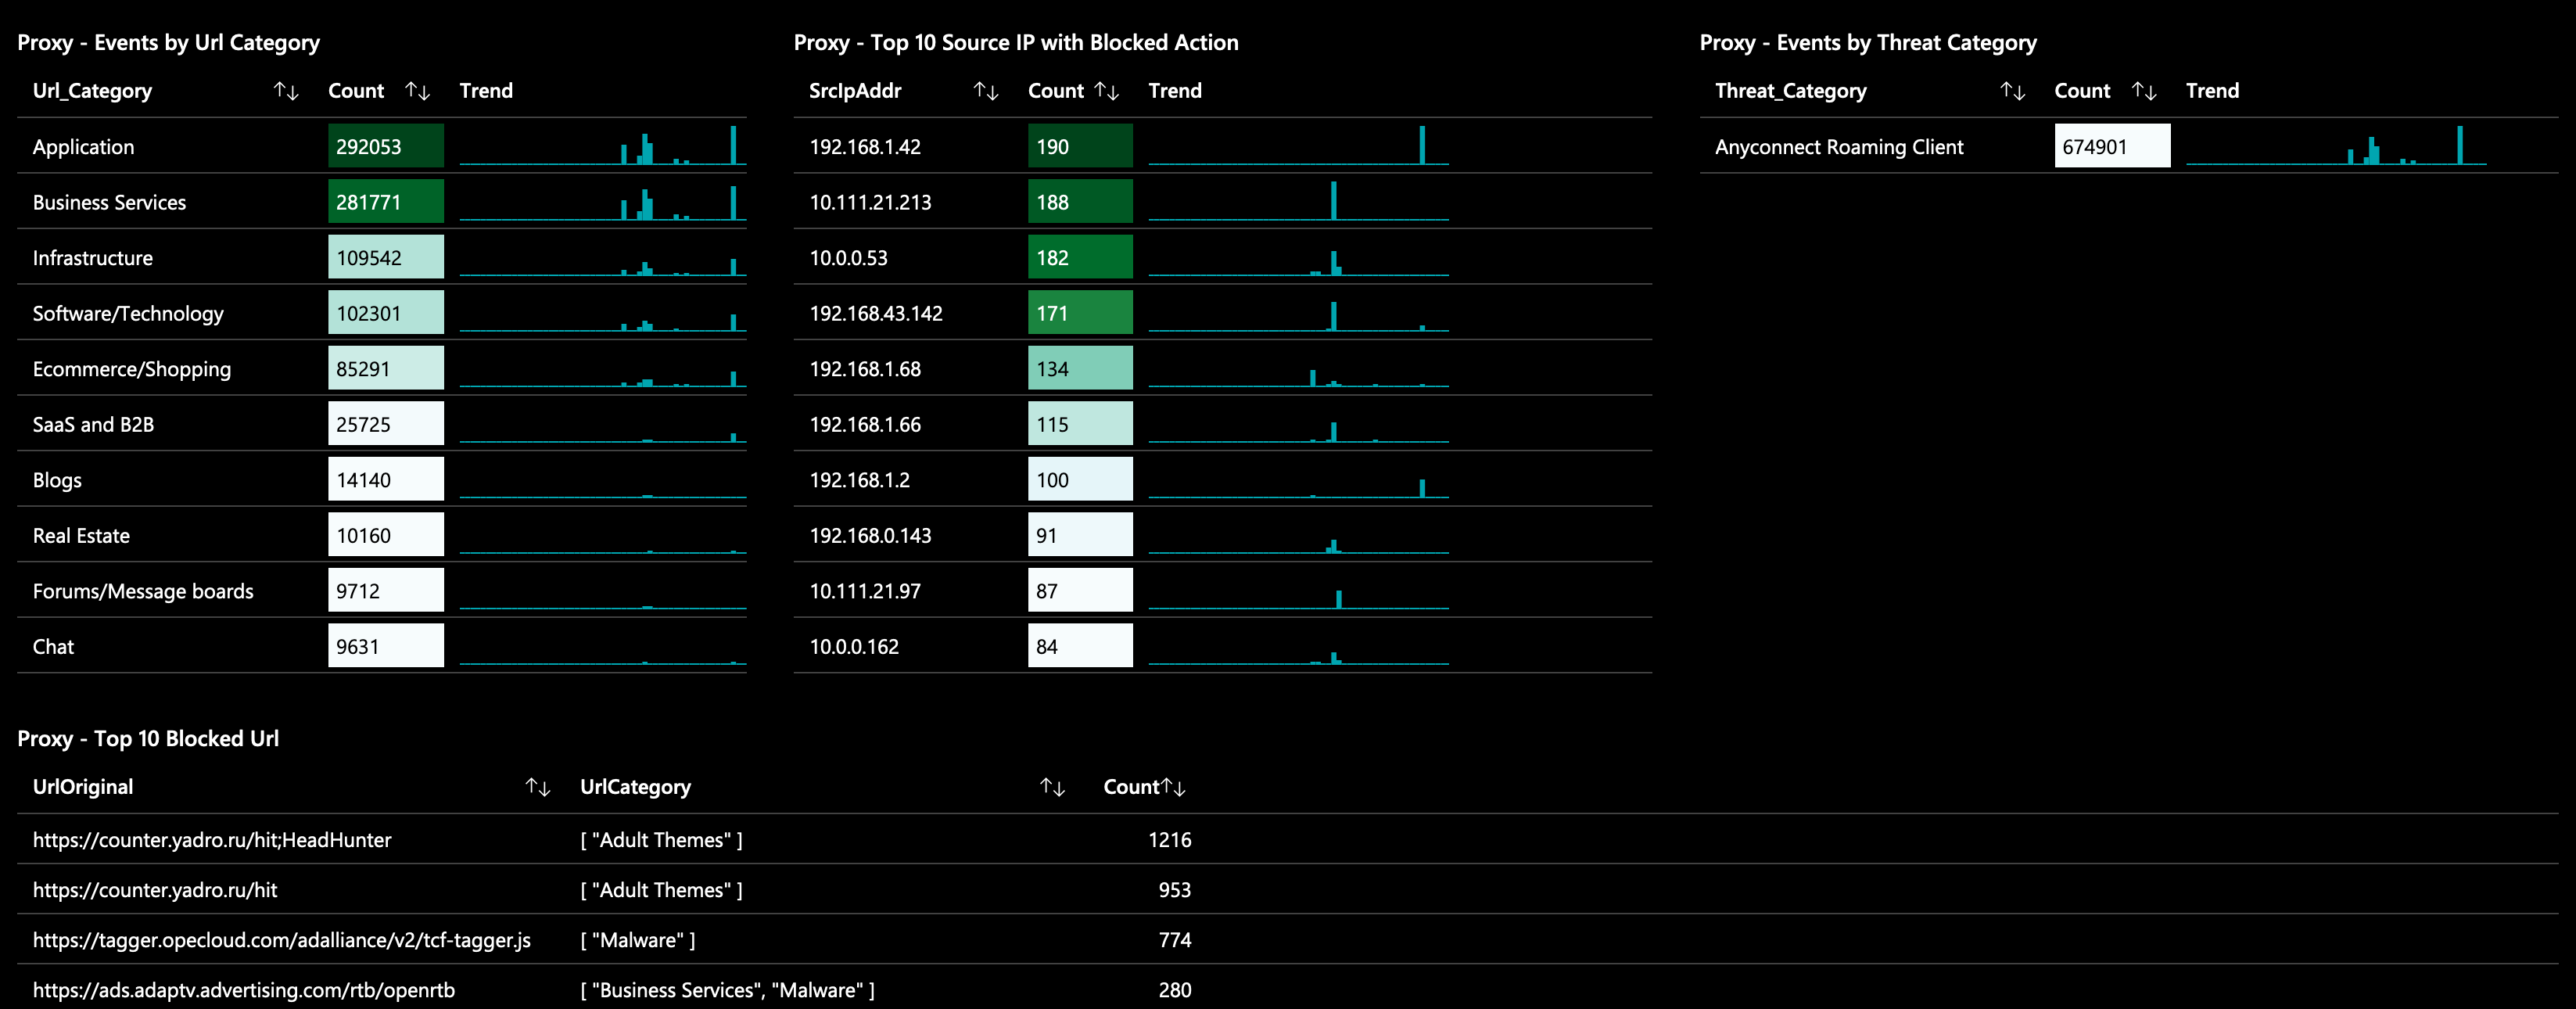 Proxy - Events by Url Category
Url_Category ↑↓ Count ↑↓ Trend
Application 292053
Business Services 281771
Infrastructure 109542
Software/Technology 102301
Ecommerce/Shopping 85291
SaaS and B2B 25725
Blogs 14140
Real Estate 10160
Forums/Message boards 9712
Chat 9631
Proxy - Top 10 Source IP with Blocked Action
SrcIpAddr ↑↓ Count ↑↓ Trend
192.168.1.42 190
10.111.21.213 188
10.0.0.53 182
192.168.43.142 171
192.168.1.68 134
192.168.1.66 115
192.168.1.2 100
192.168.0.143 91
10.111.21.97 87
10.0.0.162 84
Proxy - Events by Threat Category
Threat_Category ↑↓ Count ↑↓ Trend
Anyconnect Roaming Client 674901
Proxy - Top 10 Blocked Url
UrlOriginal ↑↓ UrlCategory ↑↓ Count↑↓
https://counter.yadro.ru/hit;HeadHunter [ "Adult Themes" ] 1216
https://counter.yadro.ru/hit [ "Adult Themes" ] 953
https://tagger.opecloud.com/adalliance/v2/tcf-tagger.js [ "Malware" ] 774
https://ads.adaptv.advertising.com/rtb/openrtb [ "Business Services", "Malware" ] 280